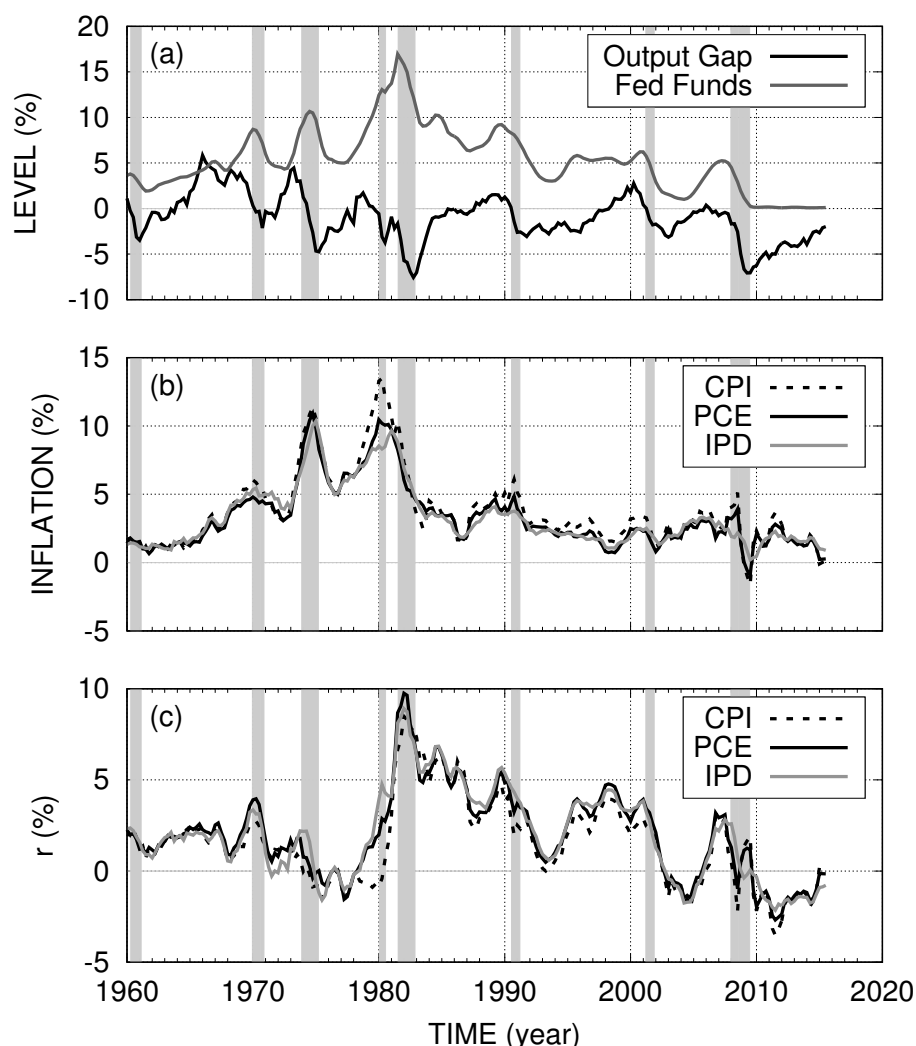 (a)
Output Gap
Fed Funds
LEVEL (%)
20
15
10
5
0
-5
-10
(b)
CPI
PCE
IPD
INFLATION (%)
15
10
5
0
-5
(c)
CPI
PCE
IPD
r (%)
10
5
0
-5
1960 1970 1980 1990 2000 2010 2020
TIME (year)